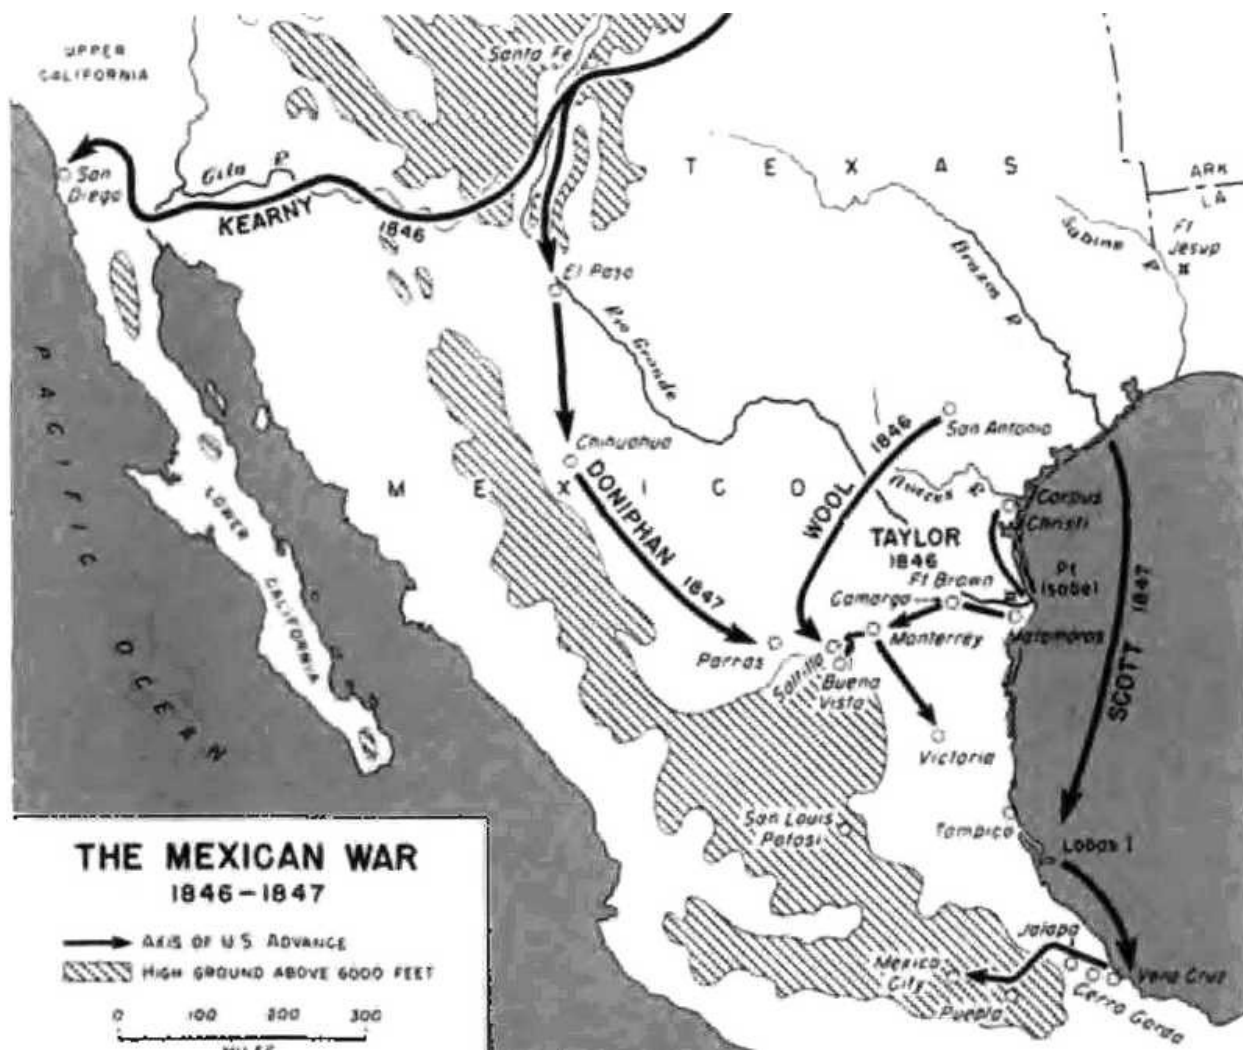 UPPER
CALIFORNIA
Santa Fe
San
Diego
Gila R
KEARNY
1846
TEXAS
ARK
LA
Sabine R
Ft
Jesup
Brazos R
El Paso
Rio Grande
Chihuahua
MEXICO
DONIPHAN 1847
WOOL 1846
San Antonio
Nueces R
Corpus
Christi
TAYLOR
1846
Ft Brown
Pt
Isabel
Camargo
Matamoros
Monterrey
Parras
Saltillo
Buena
Vista
Victoria
SCOTT 1847
PACIFIC
OCEAN
LOWER
CALIFORNIA
San Louis
Potosi
Tampico
Lobos I
Jalapa
Mexico
City
Puebla
Cerro Gordo
Vera Cruz
THE MEXICAN WAR
1846-1847
AXIS OF U.S. ADVANCE
HIGH GROUND ABOVE 6000 FEET
0 100 200 300
MILES